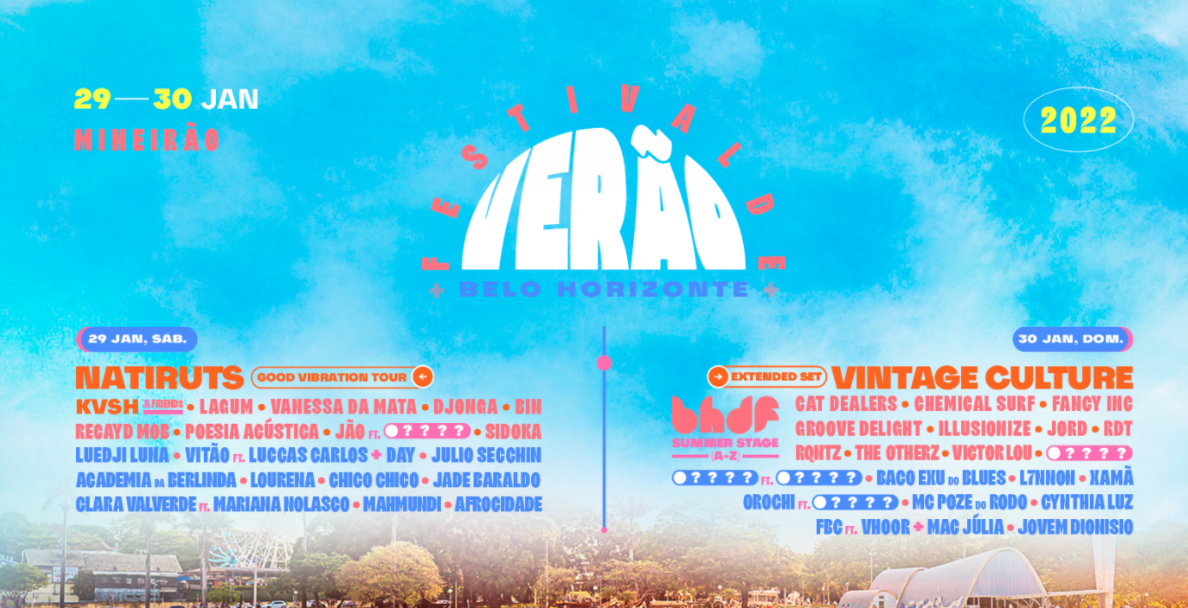 29 — 30 JAN
MINEIRÃO
2022
FESTIVAL DE
VERÃO
+ BELO HORIZONTE +
29 JAN, SÁB.
NATIRUTS GOOD VIBRATION TOUR
KVSH & FRIENDS • LAGUM • VANESSA DA MATA • DJONGA • BIN
RECAYD MOB • POESIA ACÚSTICA • JÃO FT. ? ? ? ? • SIDOKA
LUEDJI LUNA • VITÃO FT. LUCCAS CARLOS + DAY • JULIO SECCHIN
ACADEMIA DA BERLINDA • LOURENA • CHICO CHICO • JADE BARALDO
CLARA VALVERDE FT. MARIANA NOLASCO • MAHMUNDI • AFROCIDADE
30 JAN, DOM.
EXTENDED SET VINTAGE CULTURE
bhdf
SUMMER STAGE
(A-Z)
CAT DEALERS • CHEMICAL SURF • FANCY INC
GROOVE DELIGHT • ILLUSIONIZE • JORD • RDT
RQNTZ • THE OTHERZ • VICTOR LOU • ? ? ? ?
? ? ? ? FT. ? ? ? ? • BACO EXU DO BLUES • L7NNON • XAMÃ
OROCHI FT. ? ? ? ? • MC POZE DO RODO • CYNTHIA LUZ
FBC FT. VHOOR + MAC JÚLIA • JOVEM DIONISIO